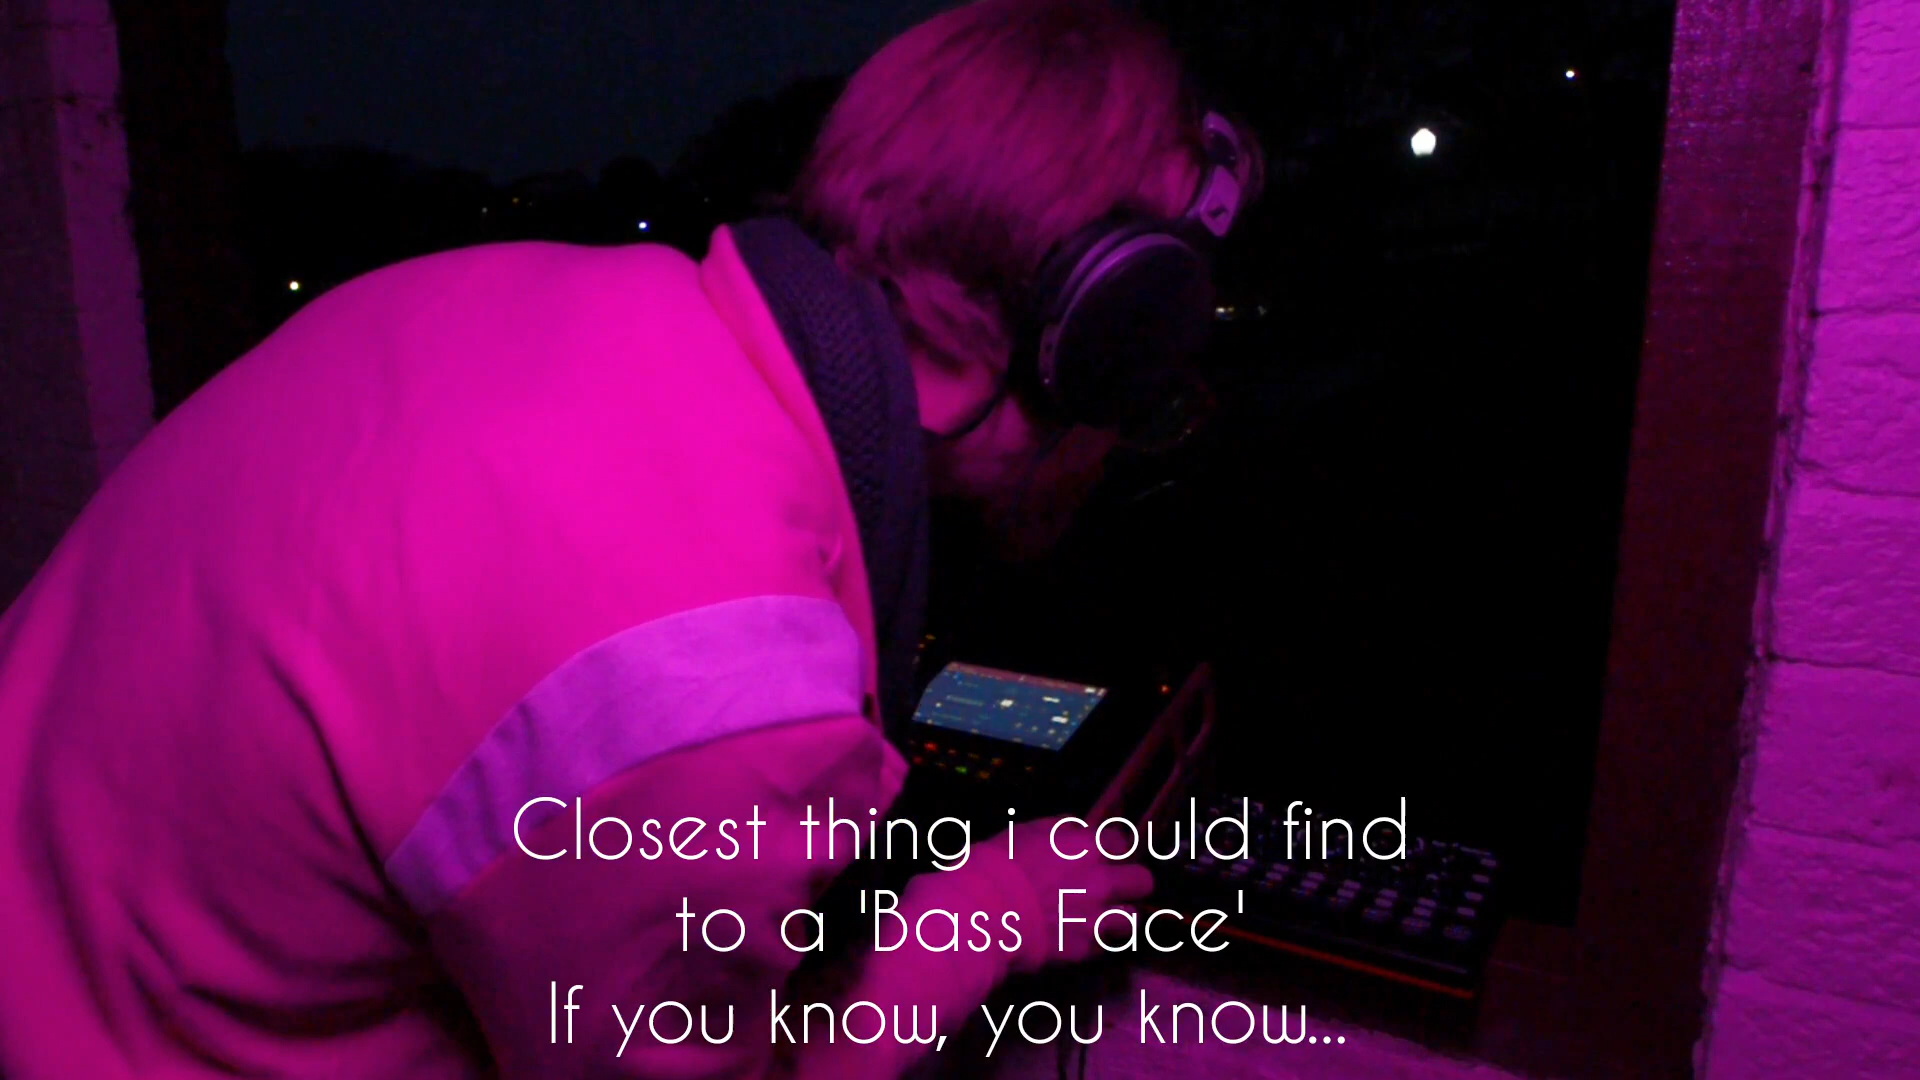 Closest thing i could find
to a 'Bass Face'
If you know, you know...